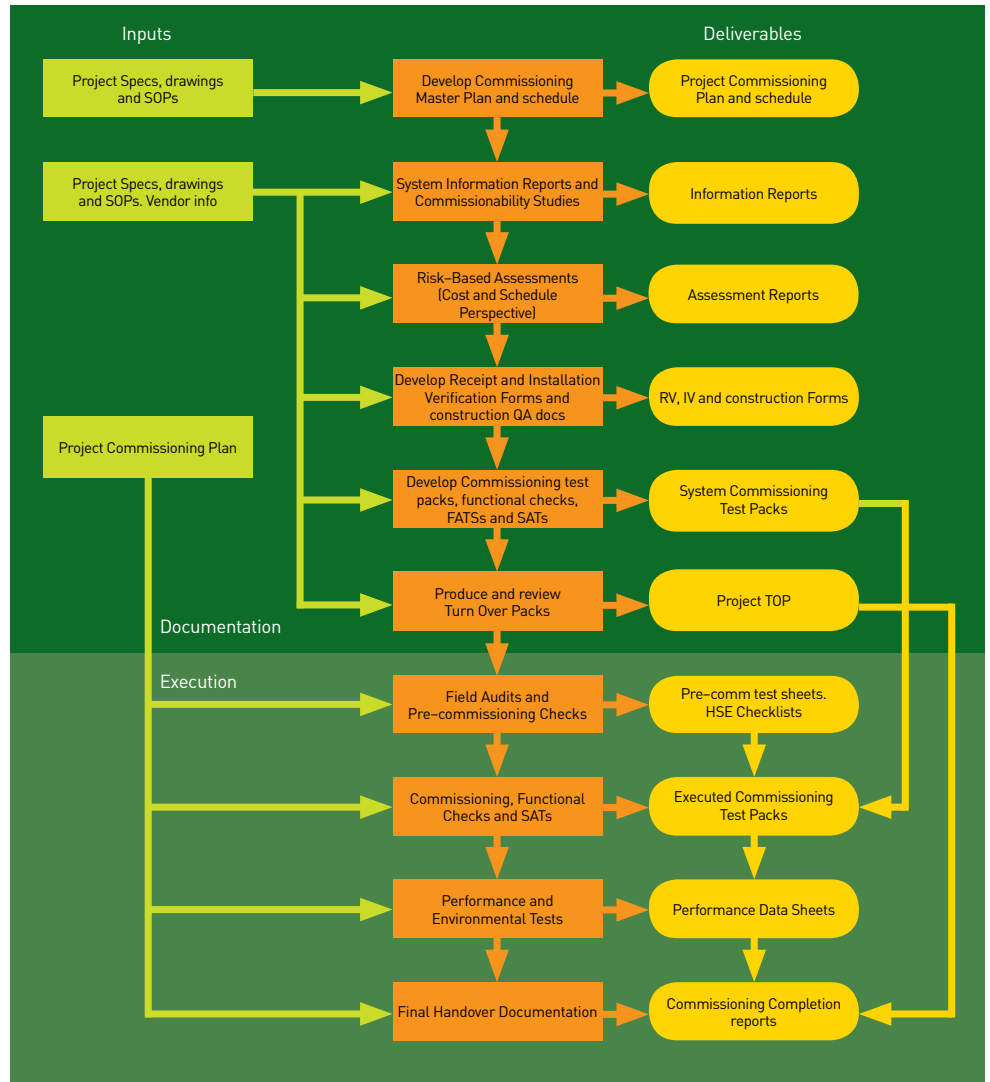 Inputs
Deliverables
Project Specs, drawings
and SOPs
Develop Commissioning
Master Plan and schedule
Project Commissioning
Plan and schedule
Project Specs, drawings
and SOPs. Vendor info
System Information Reports and
Commissionability Studies
Information Reports
Risk–Based Assessments
(Cost and Schedule
Perspective)
Assessment Reports
Develop Receipt and Installation
Verification Forms and
construction QA docs
RV, IV and construction Forms
Project Commissioning Plan
Develop Commissioning test
packs, functional checks,
FATSs and SATs
System Commissioning
Test Packs
Produce and review
Turn Over Packs
Project TOP
Documentation
Execution
Field Audits and
Pre–commissioning Checks
Pre–comm test sheets.
HSE Checklists
Commissioning, Functional
Checks and SATs
Executed Commissioning
Test Packs
Performance and
Environmental Tests
Performance Data Sheets
Final Handover Documentation
Commissioning Completion
reports